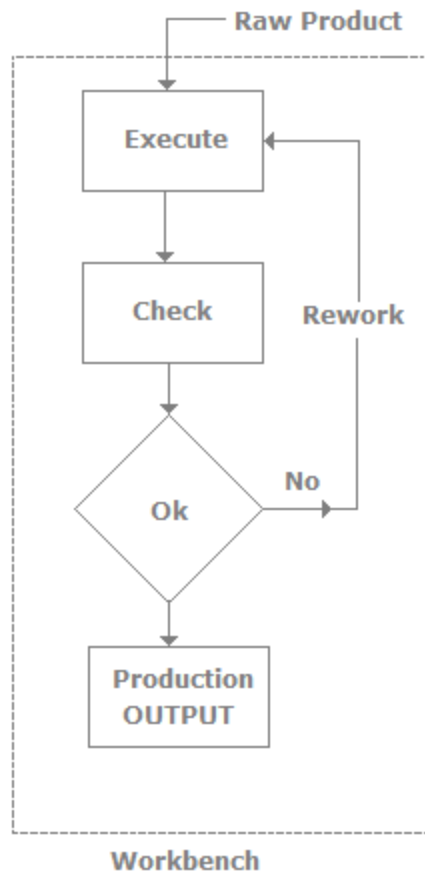 Raw Product
Execute
Check
Rework
No
Ok
Production
OUTPUT
Workbench